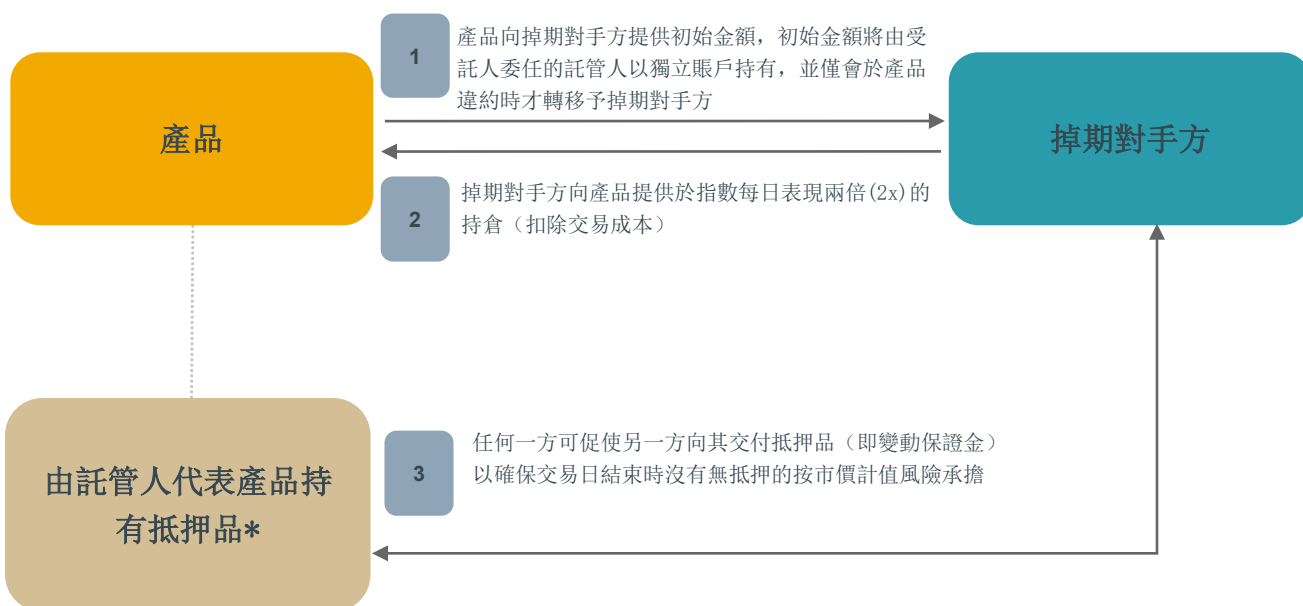 1
產品向掉期對手方提供初始金額，初始金額將由受
託人委任的託管人以獨立賬戶持有，並僅會於產品
違約時才轉移予掉期對手方
產品
掉期對手方
2
掉期對手方向產品提供於指數每日表現兩倍(2x)的
持倉（扣除交易成本）
由託管人代表產品持
有抵押品*
3
任何一方可促使另一方向其交付抵押品（即變動保證金）
以確保交易日結束時沒有無抵押的按市價計值風險承擔